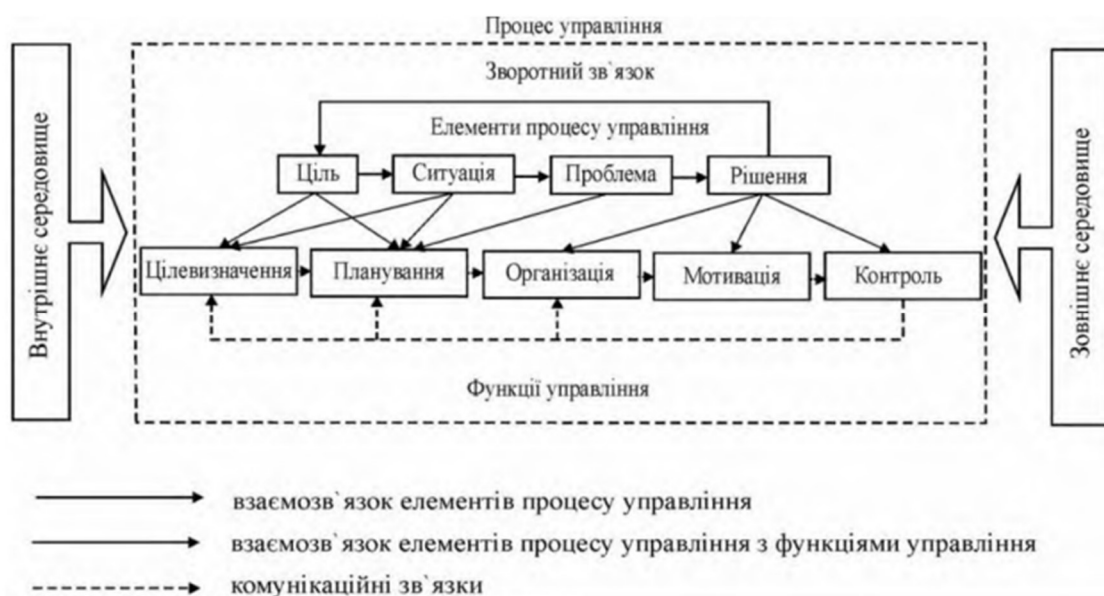 Процес управління
Зворотний зв`язок
Елементи процесу управління
Ціль
Ситуація
Проблема
Рішення
Внутрішнє середовище
Зовнішнє середовище
Цілевизначення
Планування
Організація
Мотивація
Контроль
Функції управління
взаємозв`язок елементів процесу управління
взаємозв`язок елементів процесу управління з функціями управління
комунікаційні зв`язки